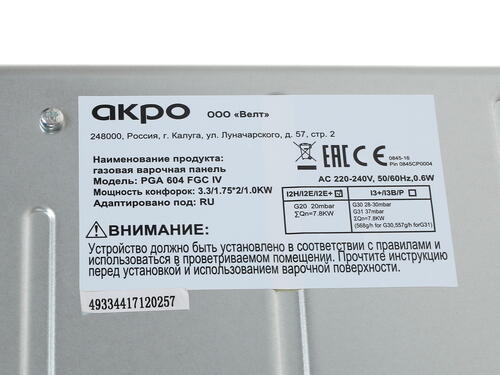 акро ООО «Велт»
248000, Россия, г. Калуга, ул. Луначарского, д. 57, стр. 2
Наименование продукта:
газовая варочная панель
Модель: PGA 604 FGC IV
Мощность конфорок: 3.3/1.75*2/1.0KW
Адаптировано под: RU
EAC CE
0845-16
Pin 0845CP0004
AC 220-240V, 50/60Hz,0.6W
I2H/I2E/I2E+ I3+/I3B/P
G20 20mbar
ΣQn=7.8KW
G30 28-30mbar
G31 37mbar
ΣQn=7.8KW
(568g/h for G30,557g/h forG31)
ВНИМАНИЕ:
Устройство должно быть установлено в соответствии с правилами и
использоваться в проветриваемом помещении. Прочтите инструкцию
перед установкой и использованием варочной поверхности.
49334417120257